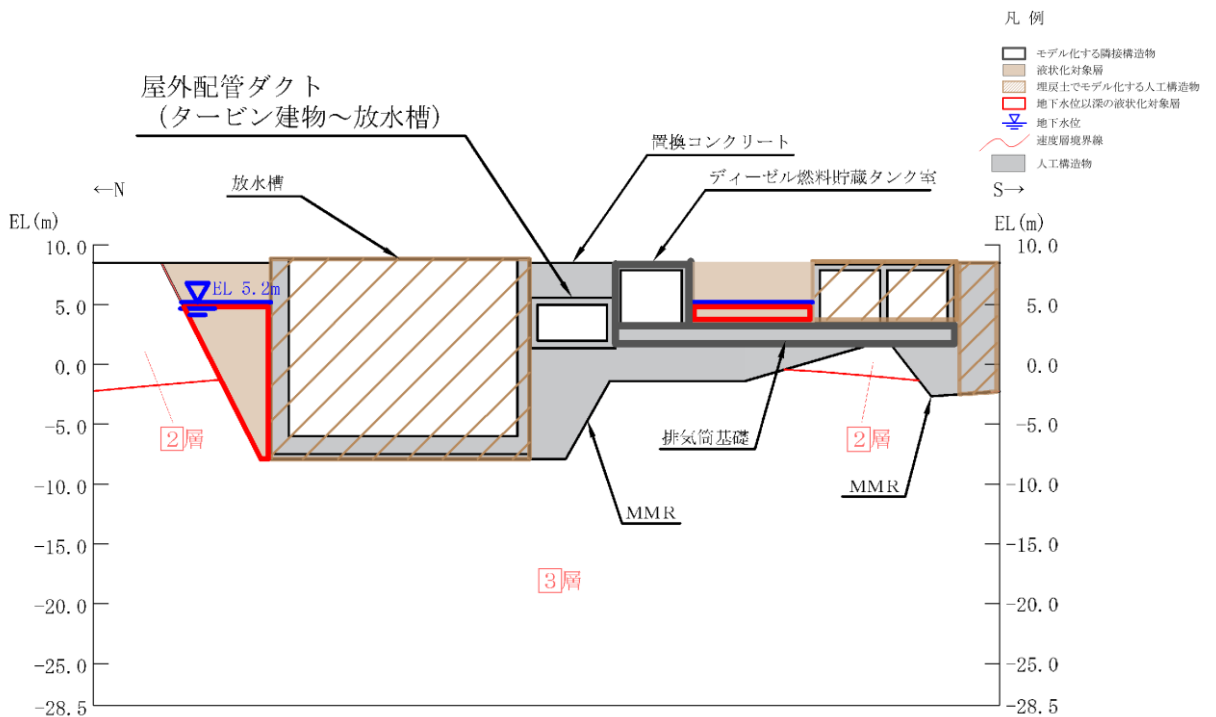 凡 例
モデル化する隣接構造物
液状化対象層
埋戻土でモデル化する人工構造物
地下水位以深の液状化対象層
地下水位
速度層境界線
人工構造物
屋外配管ダクト
(タービン建物～放水槽)
置換コンクリート
ディーゼル燃料貯蔵タンク室
放水槽
←N
S→
EL(m)
EL(m)
10.0
10.0
EL 5.2m
5.0
5.0
0.0
0.0
-5.0
-5.0
2層
排気筒基礎
2層
-10.0
MMR
-10.0
MMR
-15.0
-15.0
3層
-20.0
-20.0
-25.0
-25.0
-28.5
-28.5